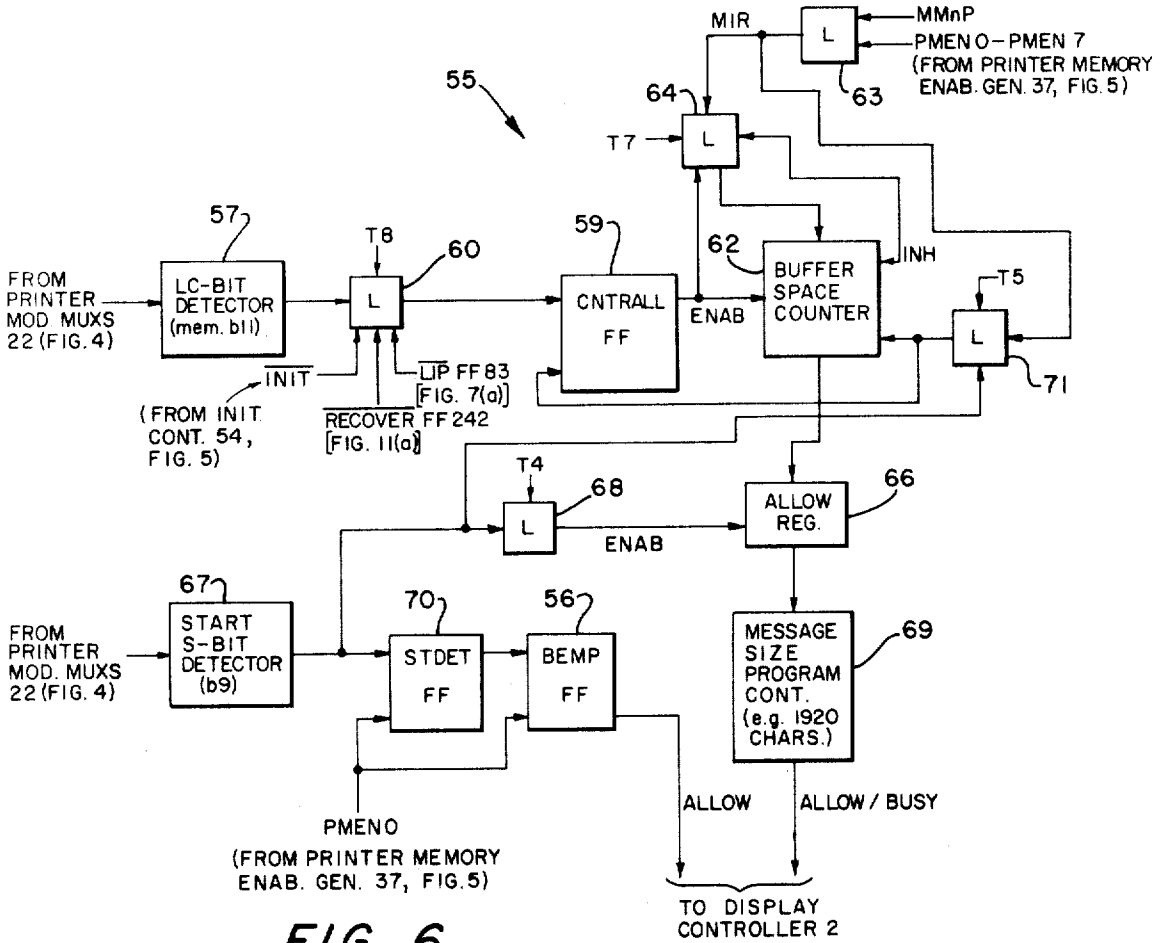 MIR
MMnP
PMEN 0 - PMEN 7
(FROM PRINTER MEMORY
ENAB. GEN. 37, FIG. 5)
L
63
55
64
L
T7
57
LC-BIT
DETECTOR
(mem. b11)
FROM
PRINTER
MOD. MUXS
22 (FIG. 4)
T8
60
L
INIT
(FROM INIT.
CONT. 54,
FIG. 5)
LIP FF 83
[FIG. 7(a)]
RECOVER FF 242
[FIG. 11(a)]
59
CNTRALL
FF
ENAB
62
BUFFER
SPACE
COUNTER
INH
T5
L
71
T4
68
L
ENAB
ALLOW
REG.
66
67
START
S-BIT
DETECTOR
(b9)
FROM
PRINTER
MOD. MUXS
22 (FIG. 4)
70
STDET
FF
56
BEMP
FF
MESSAGE
SIZE
PROGRAM
CONT.
(e.g. 1920
CHARS.)
69
PMEN0
(FROM PRINTER MEMORY
ENAB. GEN. 37, FIG. 5)
ALLOW
ALLOW / BUSY
TO DISPLAY
CONTROLLER 2
FIG. 6